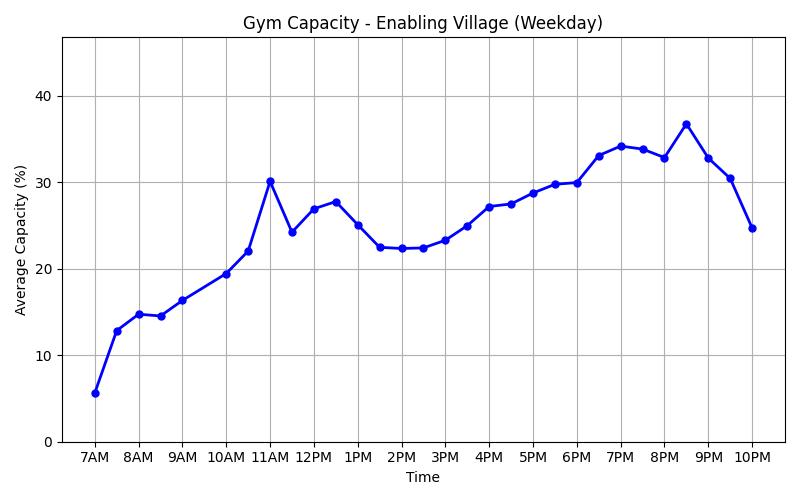 Gym Capacity - Enabling Village (Weekday)
40
30
20
10
0
Average Capacity (%)
7AM 8AM 9AM 10AM 11AM 12PM 1PM 2PM 3PM 4PM 5PM 6PM 7PM 8PM 9PM 10PM
Time